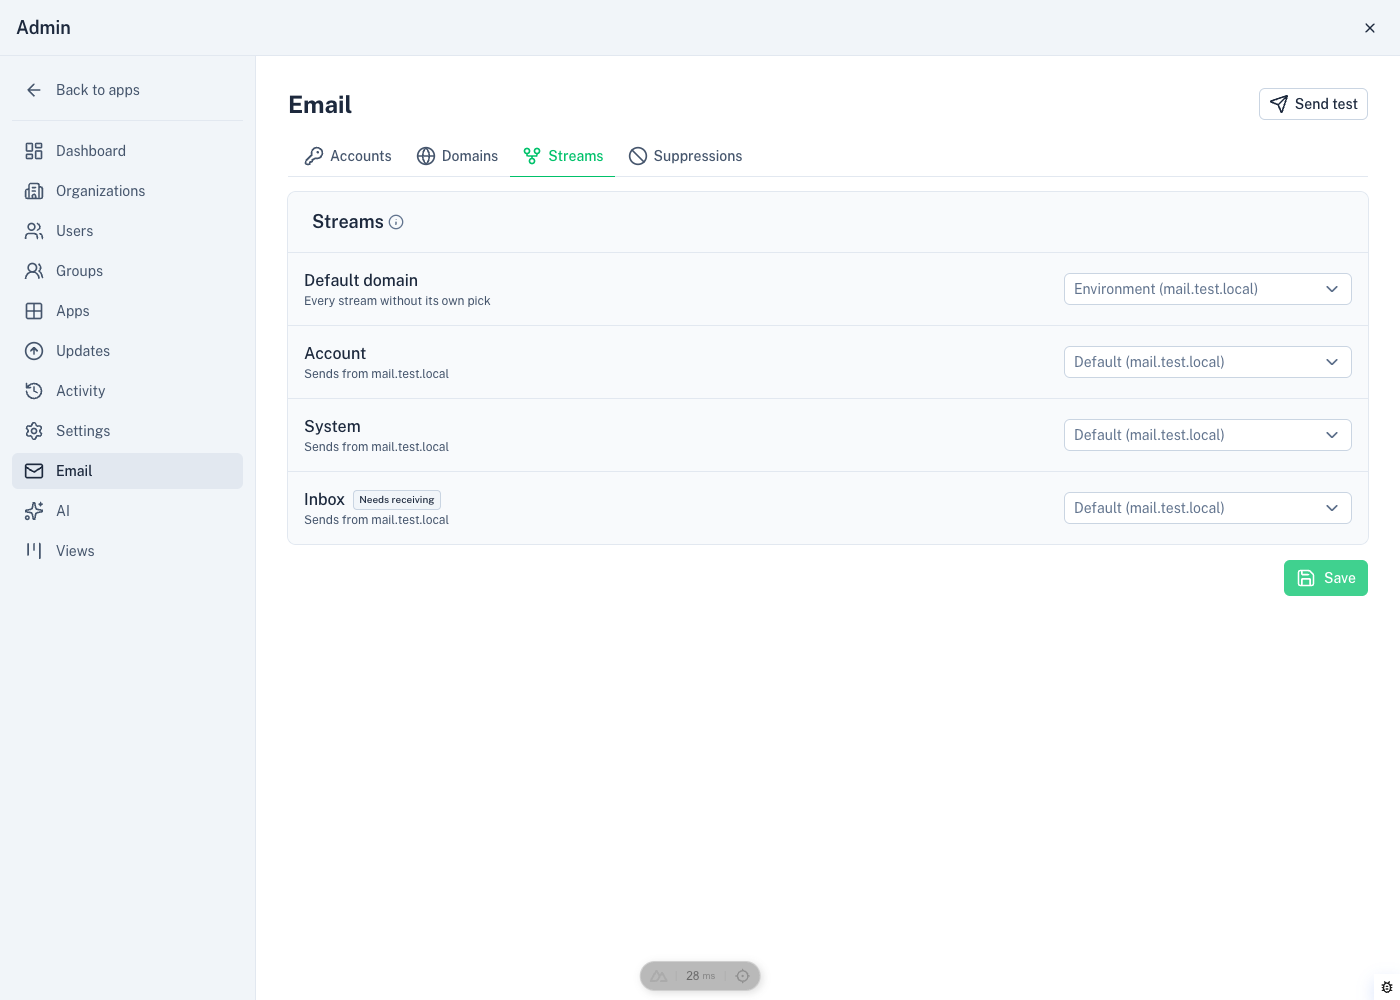 Admin
Back to apps
Dashboard
Organizations
Users
Groups
Apps
Updates
Activity
Settings
Email
AI
Views
Email
Send test
Accounts
Domains
Streams
Suppressions
Streams
Default domain
Every stream without its own pick
Environment (mail.test.local)
Account
Sends from mail.test.local
Default (mail.test.local)
System
Sends from mail.test.local
Default (mail.test.local)
Inbox
Needs receiving
Sends from mail.test.local
Default (mail.test.local)
Save
28 ms